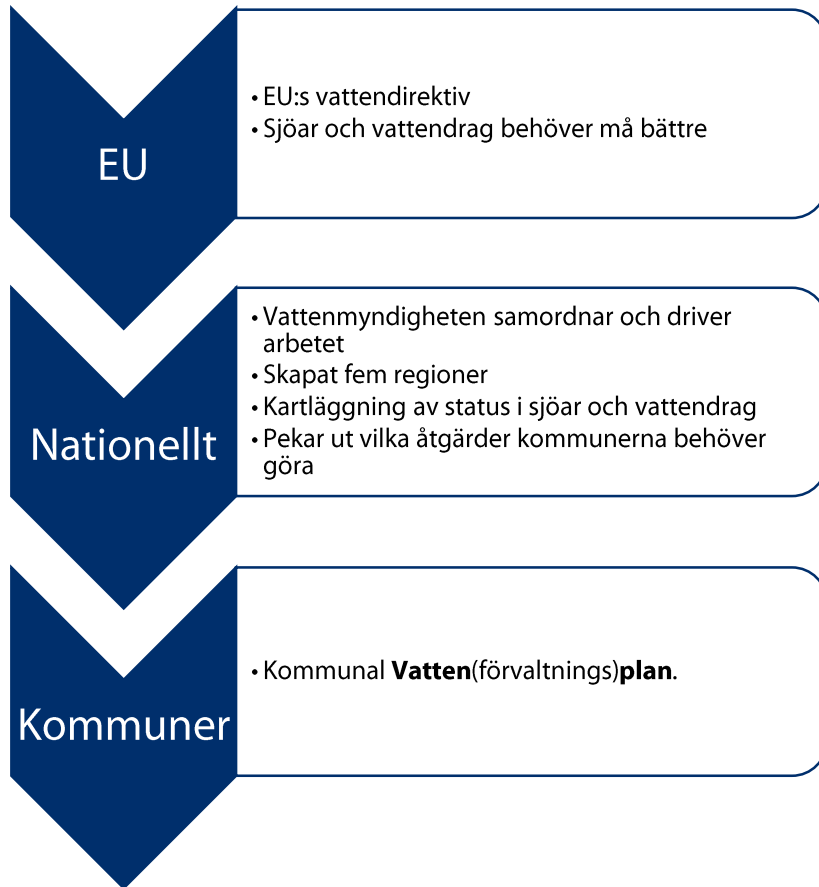 EU
• EU:s vattendirektiv
• Sjöar och vattendrag behöver må bättre
Nationellt
• Vattenmyndigheten samordnar och driver
arbetet
• Skapat fem regioner
• Kartläggning av status i sjöar och vattendrag
• Pekar ut vilka åtgärder kommunerna behöver
göra
Kommuner
• Kommunal Vatten(förvaltnings)plan.